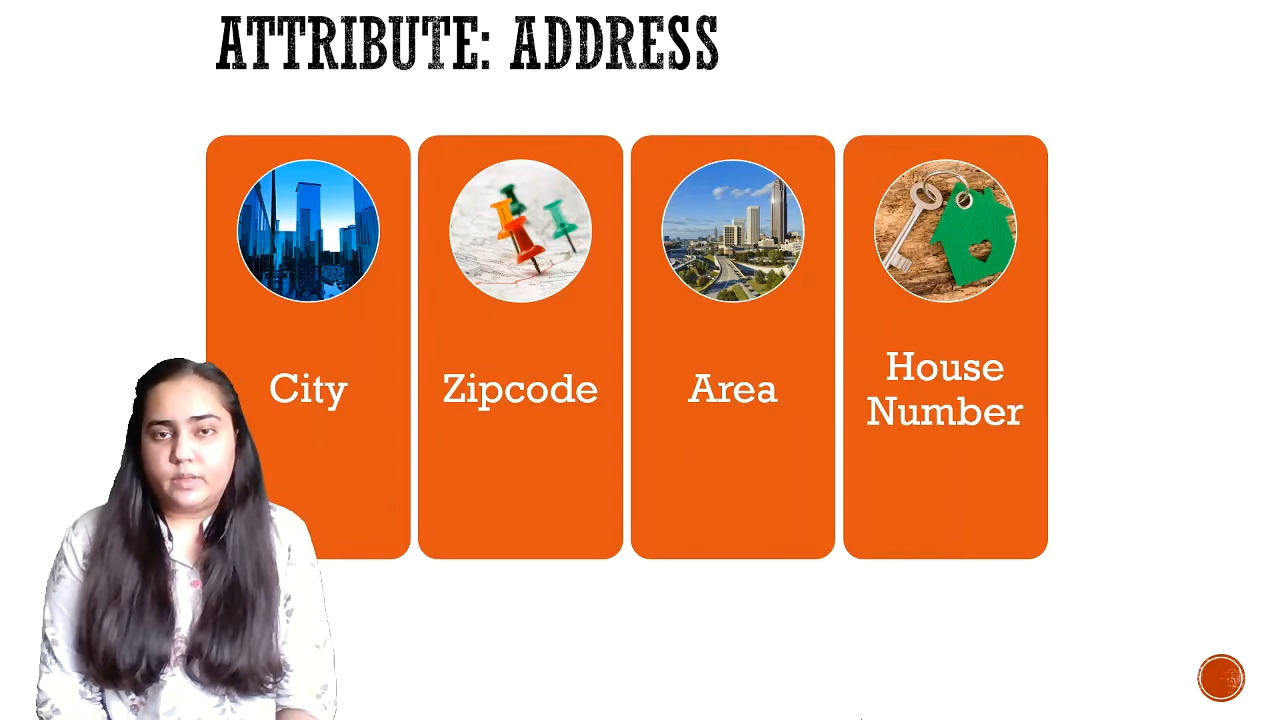 ATTRIBUTE: ADDRESS
City
Zipcode
Area
House
Number